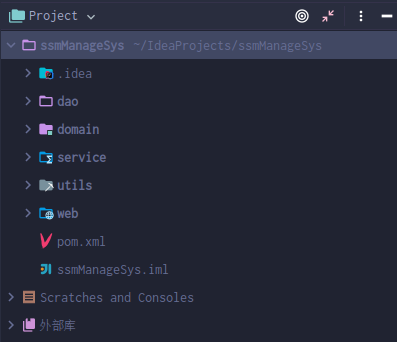 Project
ssmManageSys ~/IdeaProjects/ssmManageSys
.idea
dao
domain
service
utils
web
pom.xml
ssmManageSys.iml
Scratches and Consoles
外部库